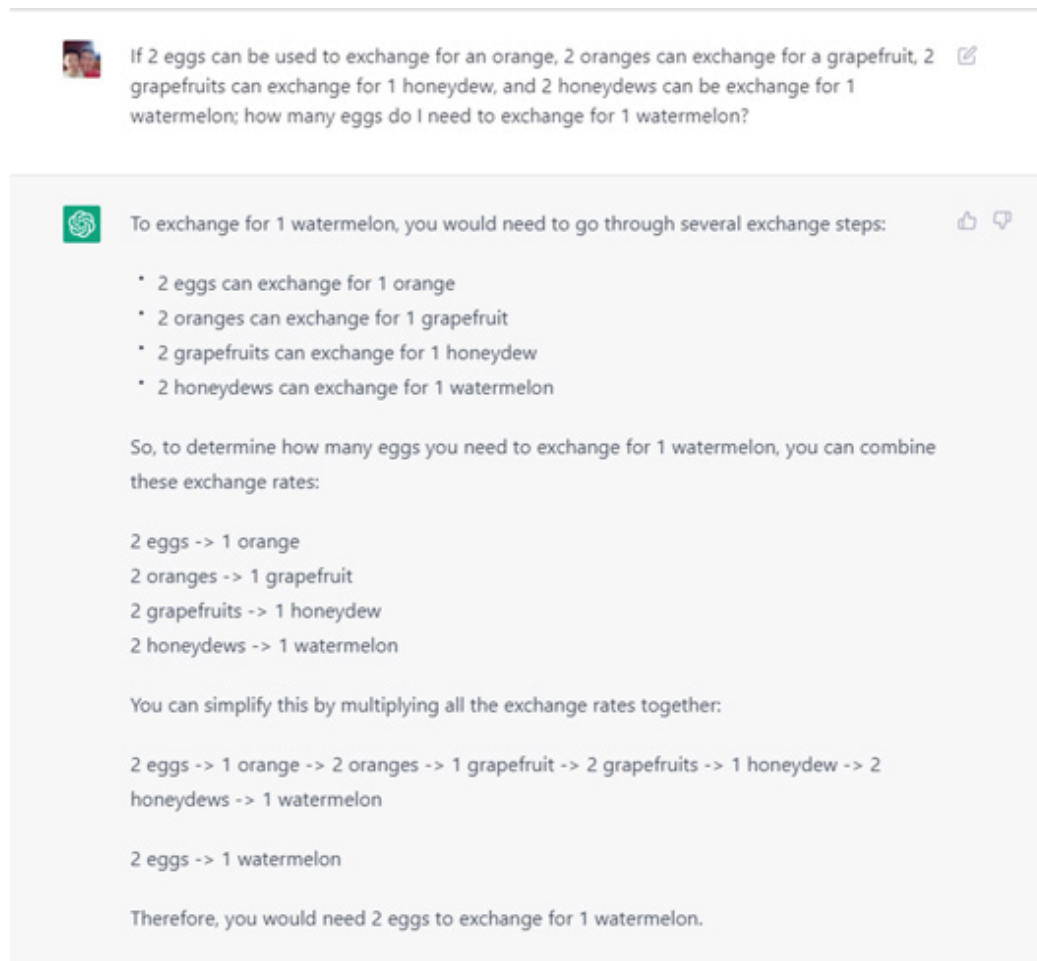 If 2 eggs can be used to exchange for an orange, 2 oranges can exchange for a grapefruit, 2
grapefruits can exchange for 1 honeydew, and 2 honeydews can be exchange for 1
watermelon; how many eggs do I need to exchange for 1 watermelon?
To exchange for 1 watermelon, you would need to go through several exchange steps:
• 2 eggs can exchange for 1 orange
• 2 oranges can exchange for 1 grapefruit
• 2 grapefruits can exchange for 1 honeydew
• 2 honeydews can exchange for 1 watermelon
So, to determine how many eggs you need to exchange for 1 watermelon, you can combine
these exchange rates:
2 eggs -> 1 orange
2 oranges -> 1 grapefruit
2 grapefruits -> 1 honeydew
2 honeydews -> 1 watermelon
You can simplify this by multiplying all the exchange rates together:
2 eggs -> 1 orange -> 2 oranges -> 1 grapefruit -> 2 grapefruits -> 1 honeydew -> 2
honeydews -> 1 watermelon
2 eggs -> 1 watermelon
Therefore, you would need 2 eggs to exchange for 1 watermelon.